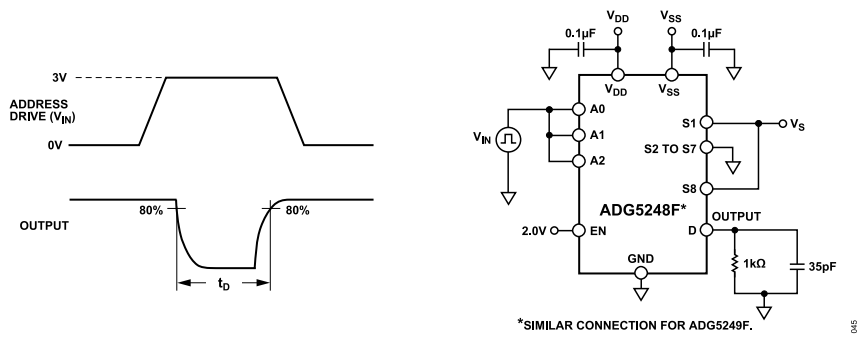 3V
ADDRESS
DRIVE (VIN)
0V
OUTPUT
80%
80%
tD
VDD
VSS
0.1µF
0.1µF
VDD
VSS
A0
A1
A2
VIN
S1
VS
S2 TO S7
S8
ADG5248F*
OUTPUT
2.0V
EN
D
GND
1kΩ
35pF
*SIMILAR CONNECTION FOR ADG5249F.
045